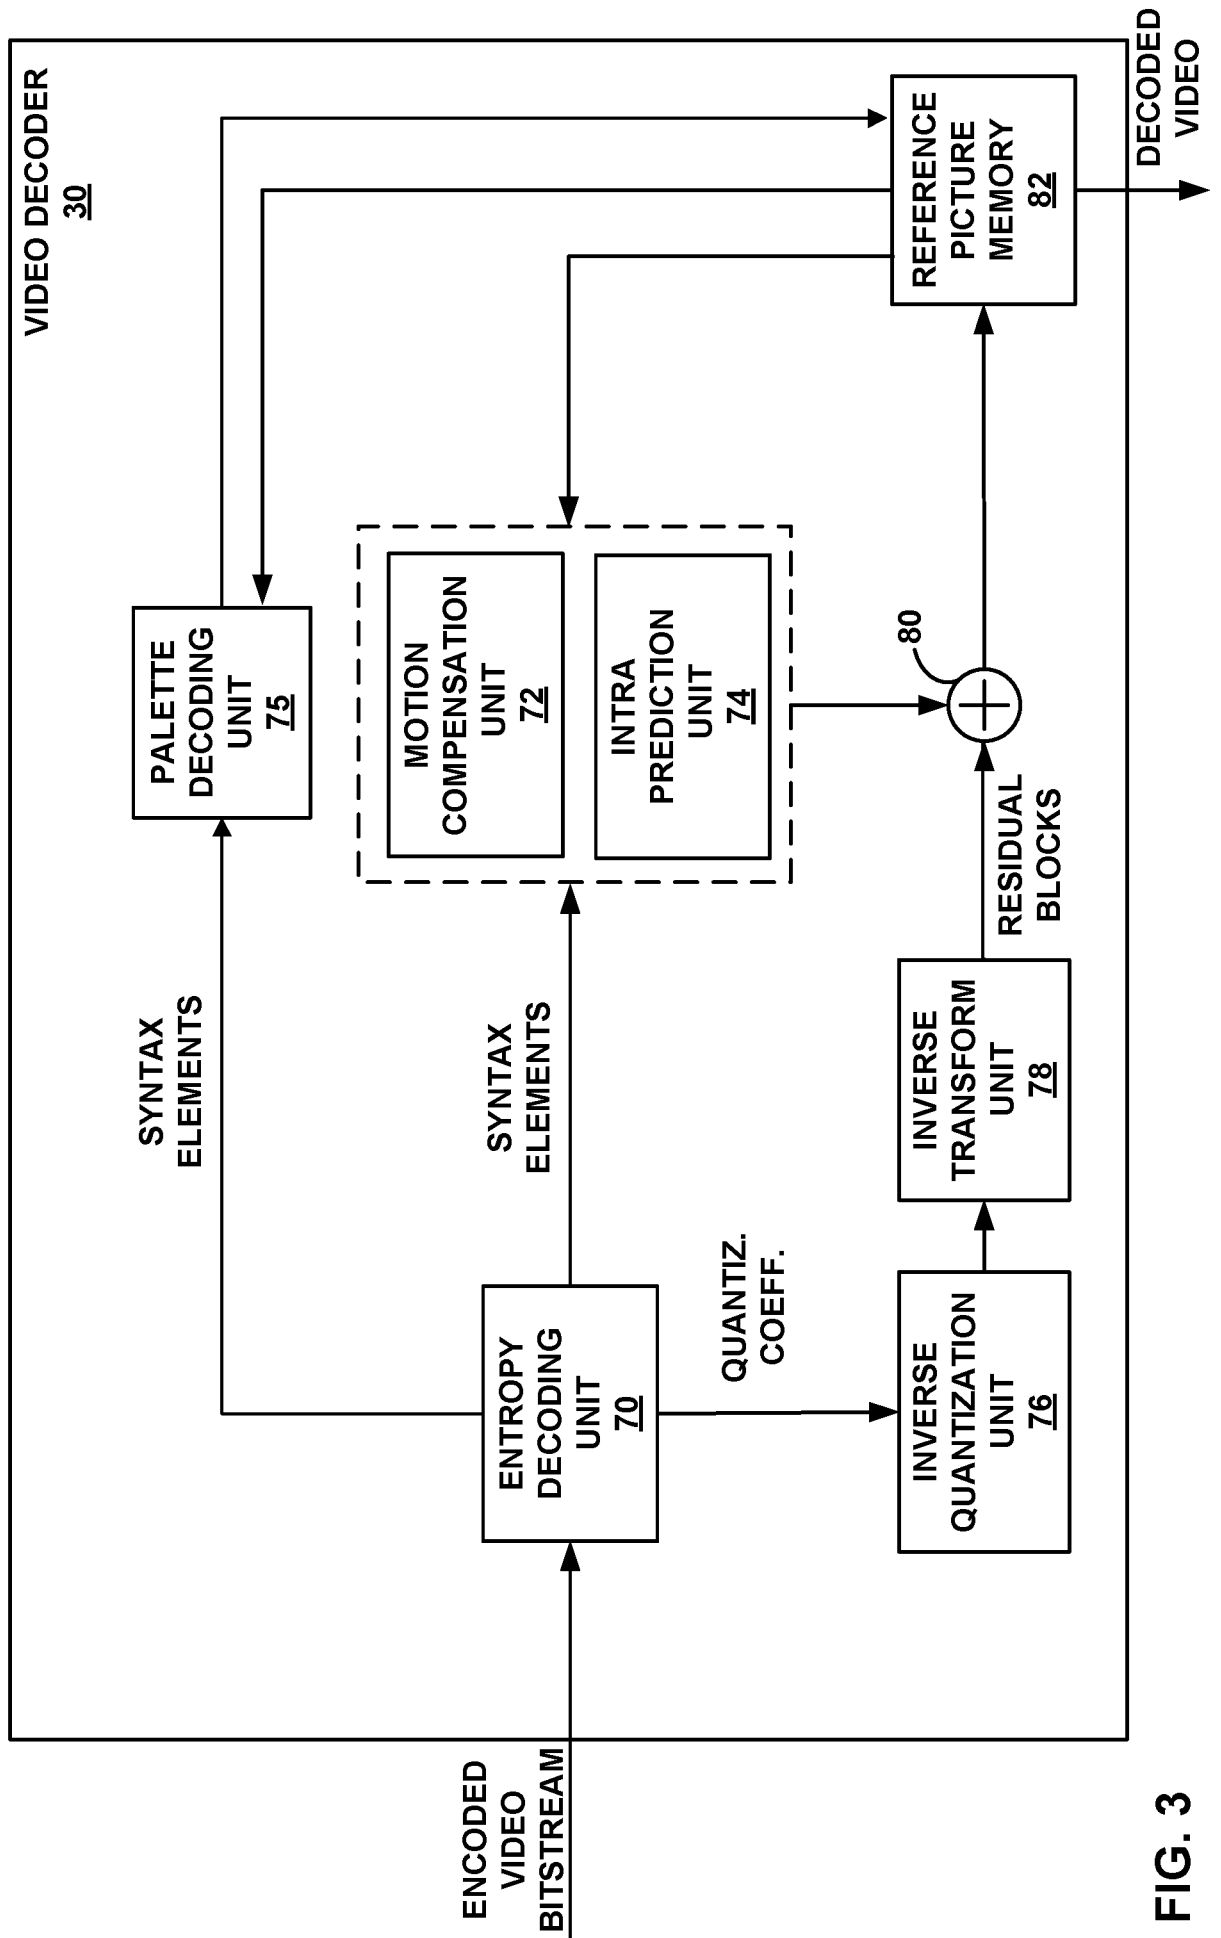 VIDEO DECODER
30
SYNTAX
ELEMENTS
PALETTE
DECODING
UNIT
75
ENCODED
VIDEO
BITSTREAM
ENTROPY
DECODING
UNIT
70
SYNTAX
ELEMENTS
MOTION
COMPENSATION
UNIT
72
INTRA
PREDICTION
UNIT
74
QUANTIZ.
COEFF.
INVERSE
QUANTIZATION
UNIT
76
INVERSE
TRANSFORM
UNIT
78
RESIDUAL
BLOCKS
80
REFERENCE
PICTURE
MEMORY
82
DECODED
VIDEO
FIG. 3